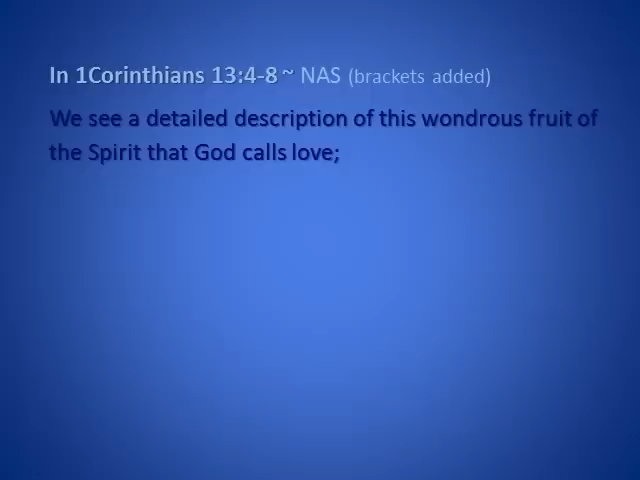 In 1Corinthians 13:4-8 ~ NAS (brackets added)
We see a detailed description of this wondrous fruit of
the Spirit that God calls love;